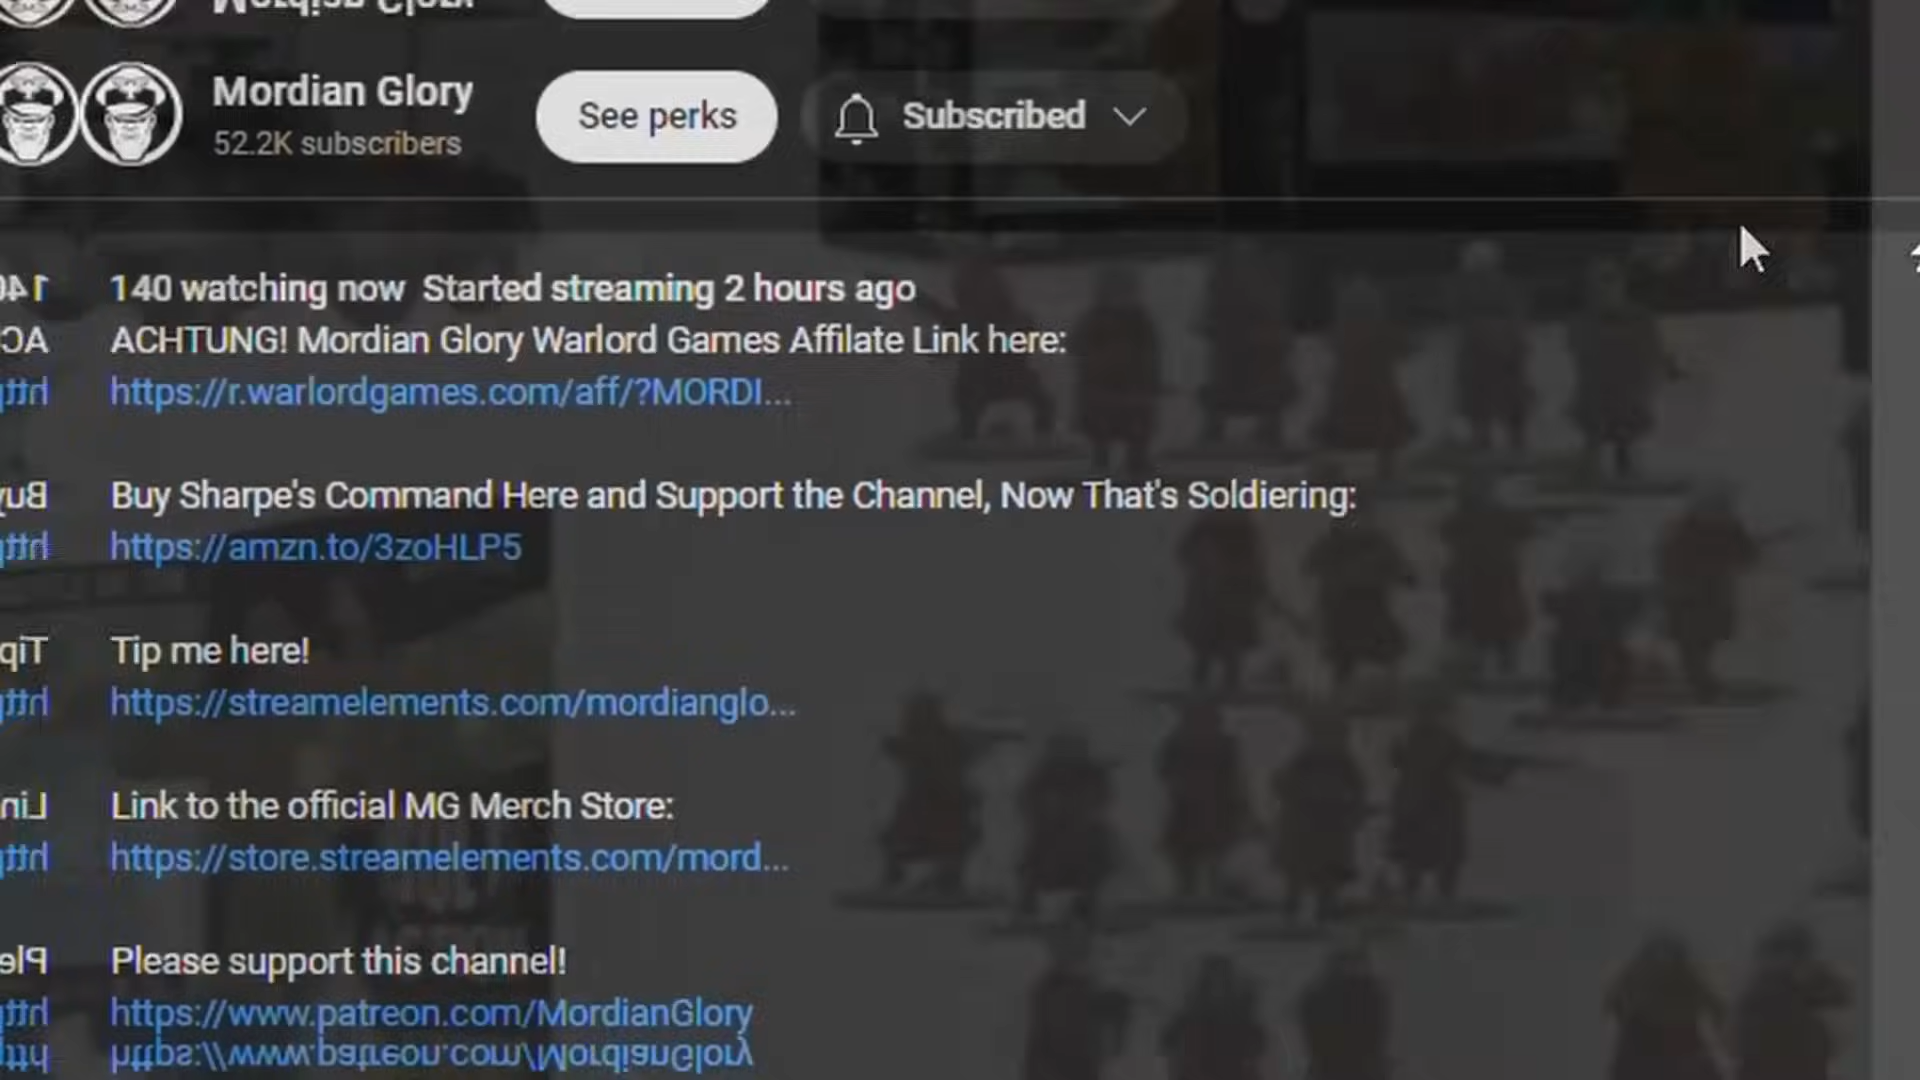 Mordian Glory
52.2K subscribers
See perks
Subscribed
140 watching now  Started streaming 2 hours ago
ACHTUNG! Mordian Glory Warlord Games Affilate Link here:
https://r.warlordgames.com/aff/?MORDI...
Buy Sharpe's Command Here and Support the Channel, Now That's Soldiering:
https://amzn.to/3zoHLP5
Tip me here!
https://streamelements.com/mordianglo...
Link to the official MG Merch Store:
https://store.streamelements.com/mord...
Please support this channel!
https://www.patreon.com/MordianGlory